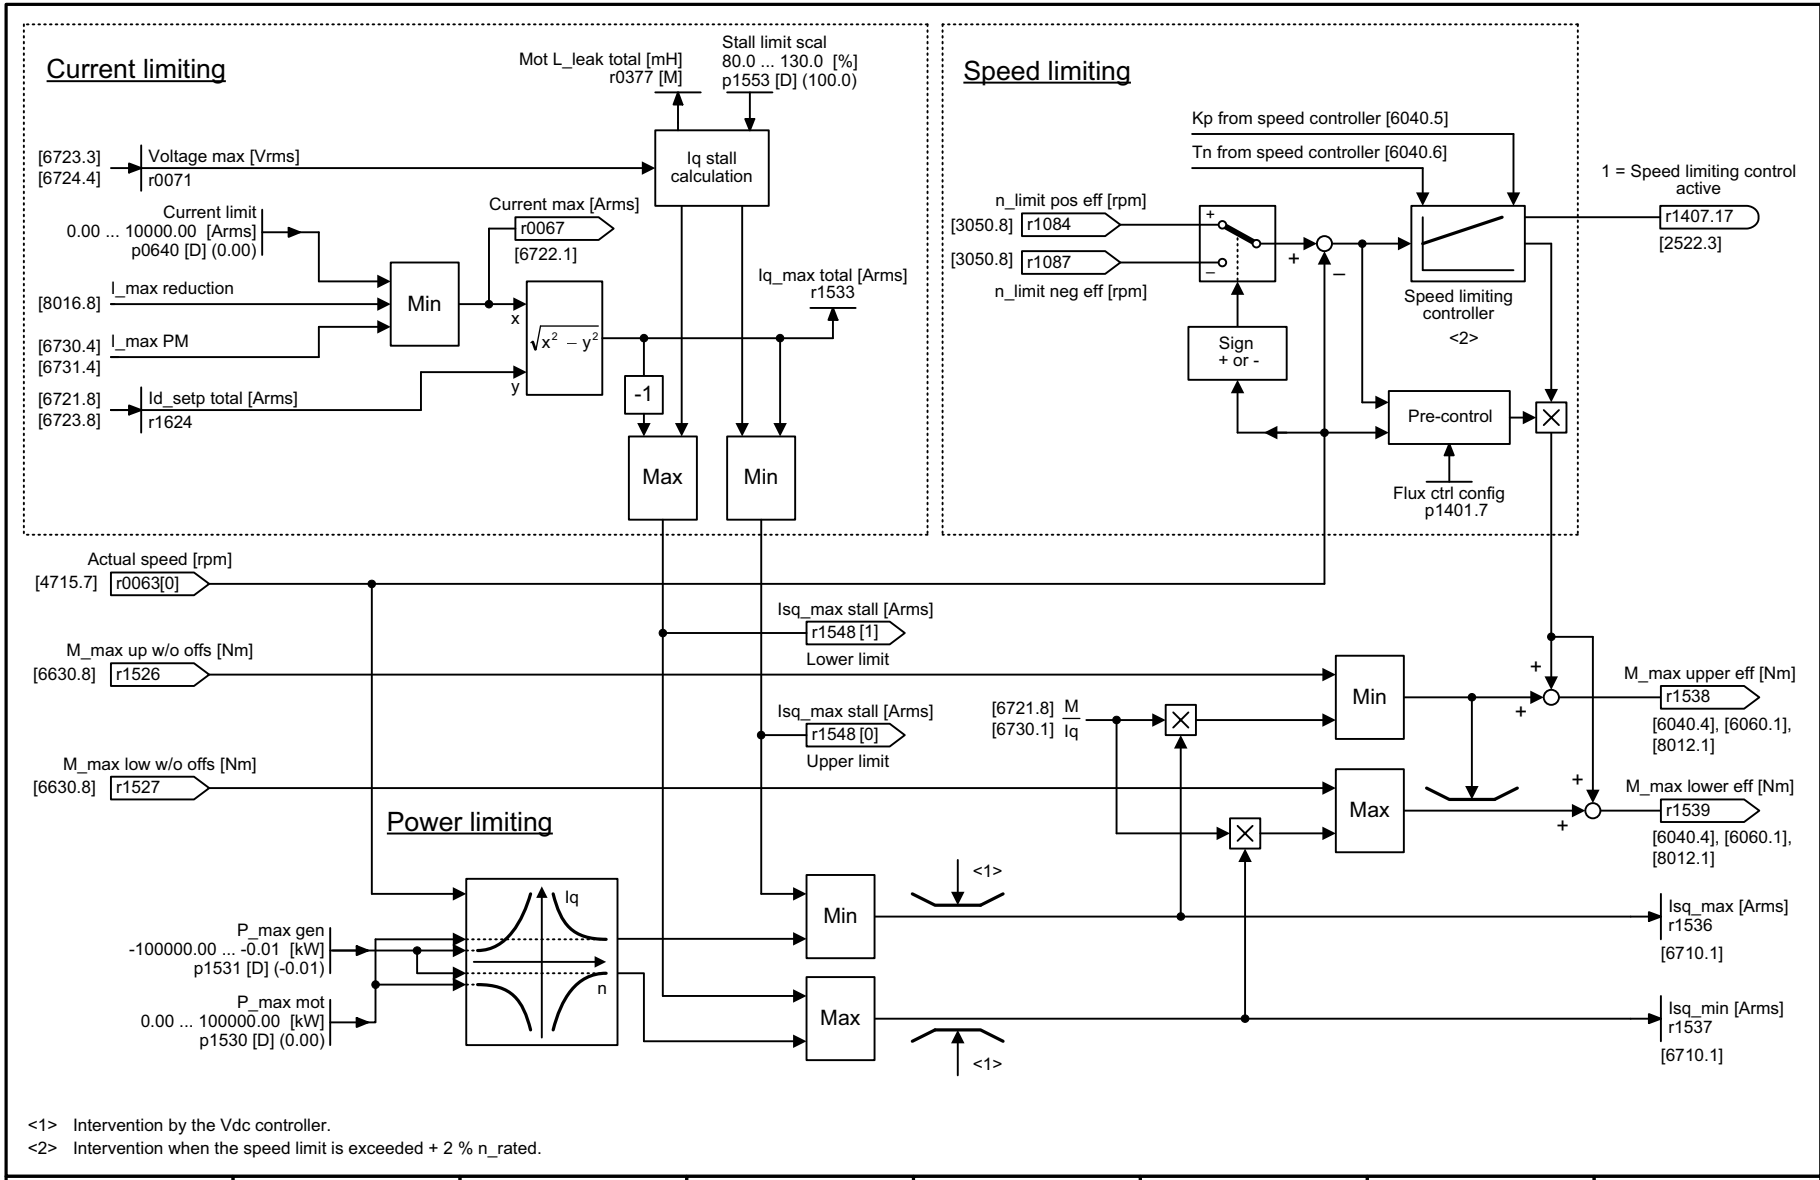 Current limiting
Mot L_leak total [mH]
r0377 [M]
Stall limit scal
80.0 ... 130.0 [%]
p1553 [D] (100.0)
[6723.3]
[6724.4]
Voltage max [Vrms]
r0071
Iq stall
calculation
Current limit
0.00 ... 10000.00 [Arms]
p0640 [D] (0.00)
Current max [Arms]
r0067
[6722.1]
[8016.8]
I_max reduction
Min
[6730.4]
[6731.4]
I_max PM
x
y
√x² − y²
Iq_max total [Arms]
r1533
[6721.8]
[6723.8]
Id_setp total [Arms]
r1624
-1
Max
Min
Speed limiting
Kp from speed controller [6040.5]
Tn from speed controller [6040.6]
n_limit pos eff [rpm]
[3050.8]
r1084
[3050.8]
r1087
n_limit neg eff [rpm]
+
–
+
–
Sign
+ or -
Speed limiting
controller
<2>
Pre-control
Flux ctrl config
p1401.7
1 = Speed limiting control
active
r1407.17
[2522.3]
Actual speed [rpm]
[4715.7]
r0063[0]
Isq_max stall [Arms]
r1548 [1]
Lower limit
M_max up w/o offs [Nm]
[6630.8]
r1526
Isq_max stall [Arms]
r1548 [0]
Upper limit
[6721.8]
[6730.1]
M
Iq
M_max low w/o offs [Nm]
[6630.8]
r1527
Min
Max
+
+
M_max upper eff [Nm]
r1538
[6040.4], [6060.1],
[8012.1]
+
+
M_max lower eff [Nm]
r1539
[6040.4], [6060.1],
[8012.1]
Power limiting
Iq
n
P_max gen
-100000.00 ... -0.01 [kW]
p1531 [D] (-0.01)
P_max mot
0.00 ... 100000.00 [kW]
p1530 [D] (0.00)
Min
Max
<1>
<1>
Isq_max [Arms]
r1536
[6710.1]
Isq_min [Arms]
r1537
[6710.1]
<1> Intervention by the Vdc controller.
<2> Intervention when the speed limit is exceeded + 2 % n_rated.